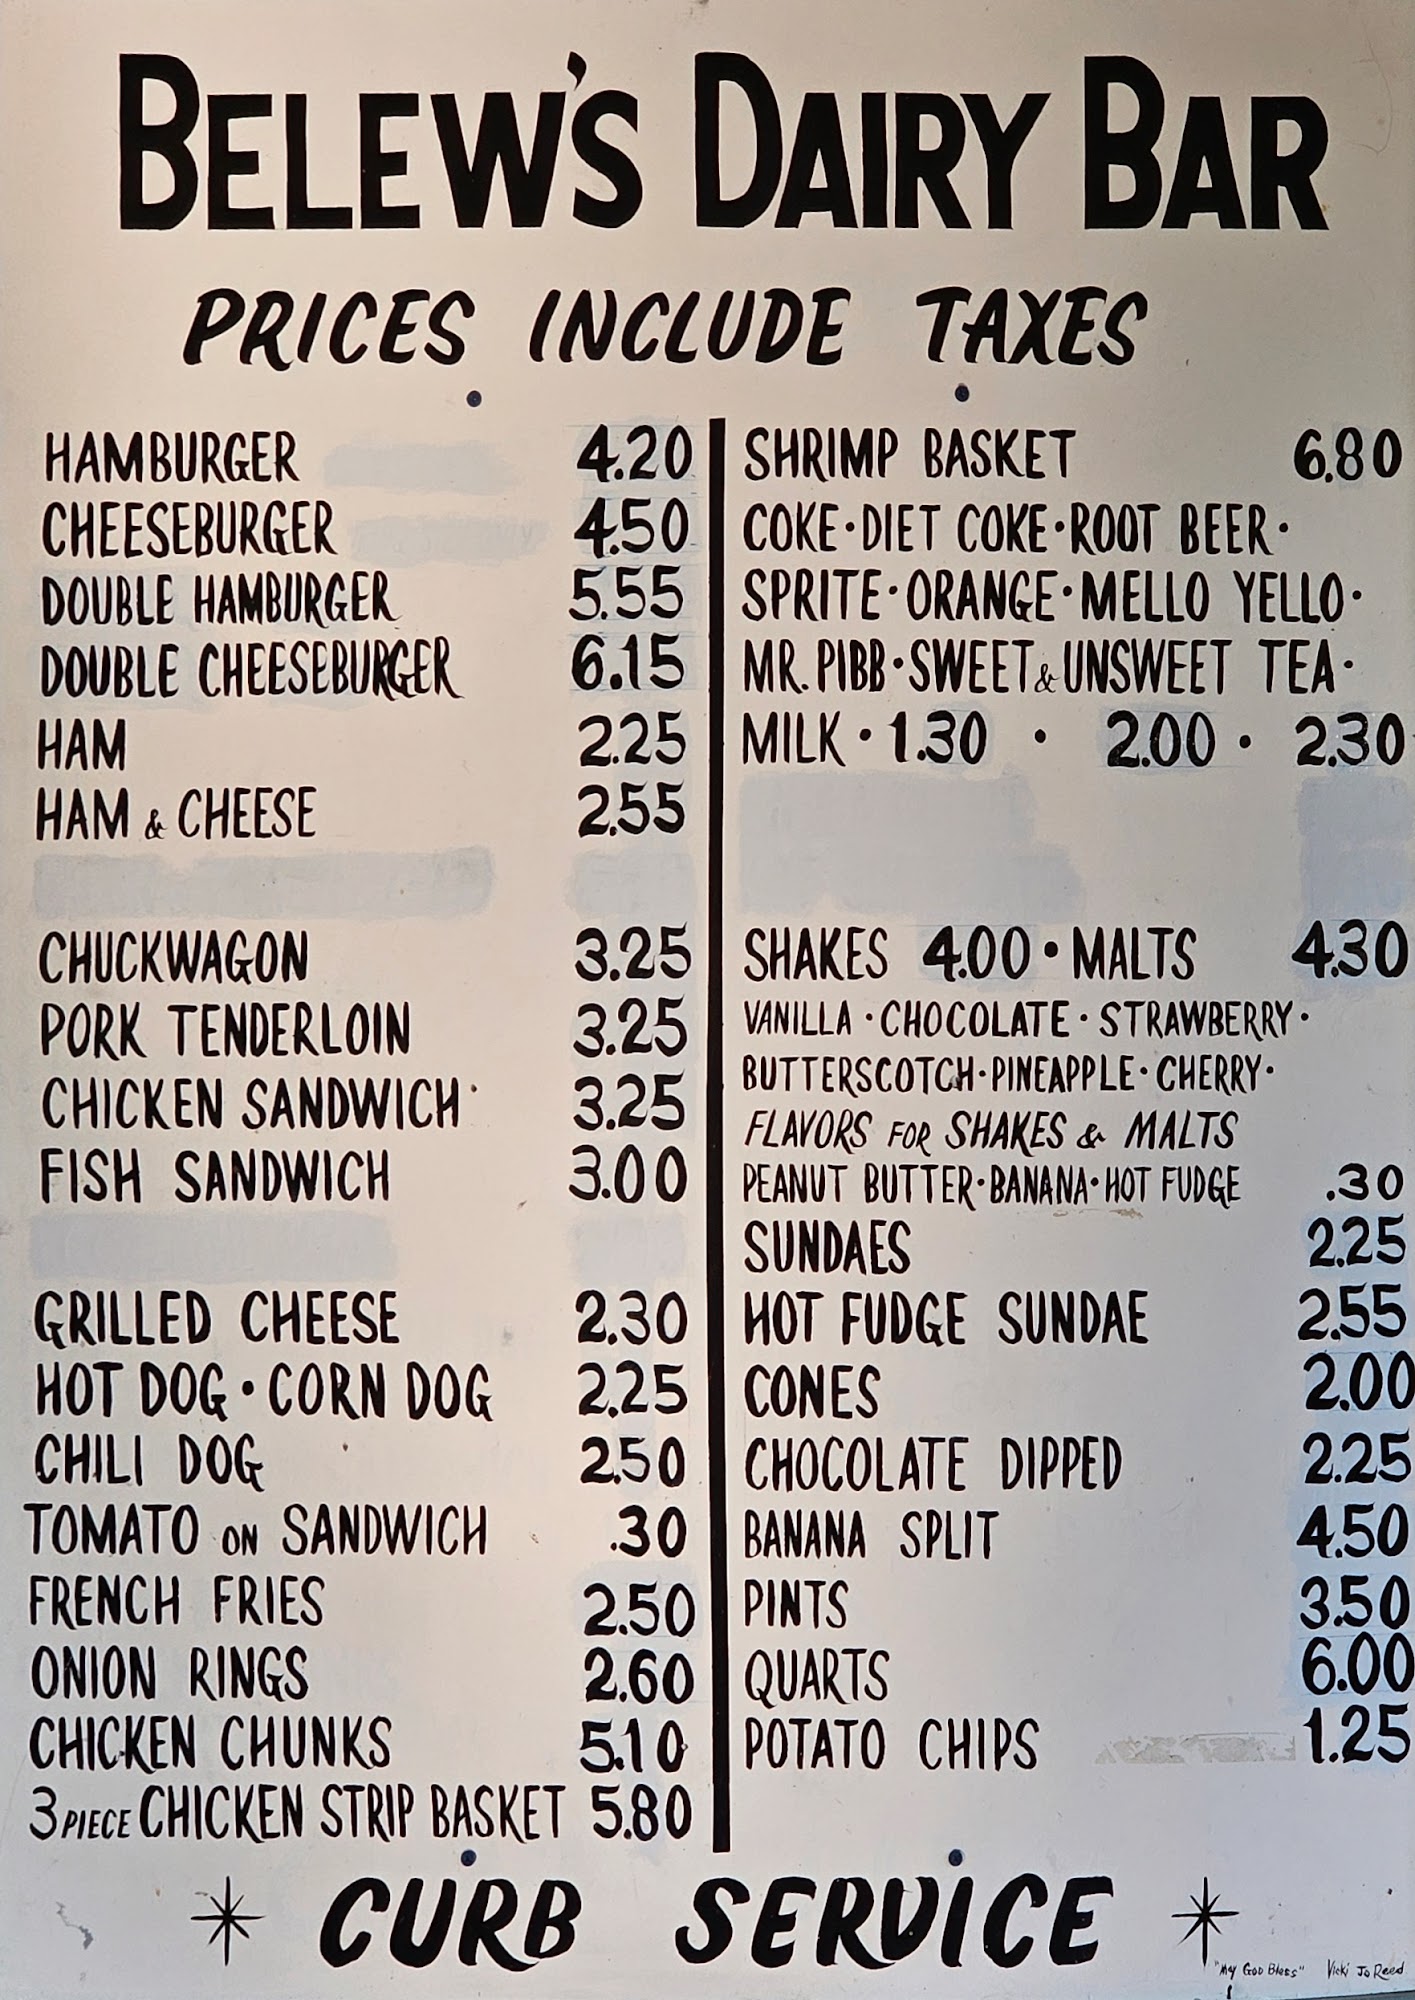 BELEW'S DAIRY BAR
PRICES INCLUDE TAXES
HAMBURGER 4.20
CHEESEBURGER 4.50
DOUBLE HAMBURGER 5.55
DOUBLE CHEESEBURGER 6.15
HAM 2.25
HAM & CHEESE 2.55
CHUCKWAGON 3.25
PORK TENDERLOIN 3.25
CHICKEN SANDWICH 3.25
FISH SANDWICH 3.00
GRILLED CHEESE 2.30
HOT DOG · CORN DOG 2.25
CHILI DOG 2.50
TOMATO ON SANDWICH .30
FRENCH FRIES 2.50
ONION RINGS 2.60
CHICKEN CHUNKS 5.10
3 PIECE CHICKEN STRIP BASKET 5.80
SHRIMP BASKET 6.80
COKE · DIET COKE · ROOT BEER ·
SPRITE · ORANGE · MELLO YELLO ·
MR. PIBB · SWEET & UNSWEET TEA ·
MILK · 1.30 · 2.00 · 2.30
SHAKES 4.00 · MALTS 4.30
VANILLA · CHOCOLATE · STRAWBERRY ·
BUTTERSCOTCH · PINEAPPLE · CHERRY ·
FLAVORS FOR SHAKES & MALTS
PEANUT BUTTER · BANANA · HOT FUDGE .30
SUNDAES 2.25
HOT FUDGE SUNDAE 2.55
CONES 2.00
CHOCOLATE DIPPED 2.25
BANANA SPLIT 4.50
PINTS 3.50
QUARTS 6.00
POTATO CHIPS 1.25
CURB SERVICE
"My God Bless" Vicki Jo Reed